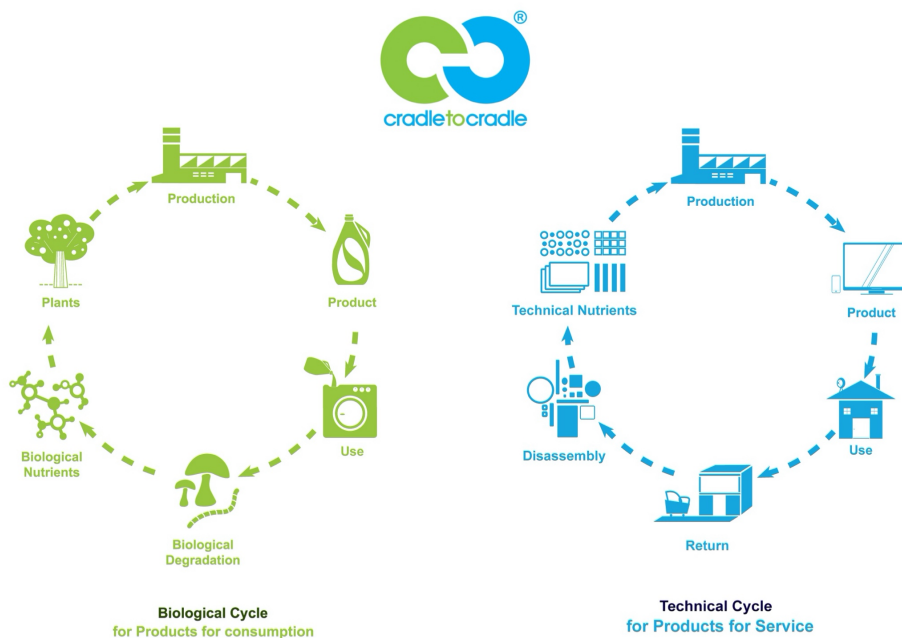 ®
cradletocradle
Production
Plants
Product
Biological
Nutrients
Use
Biological
Degradation
Biological Cycle
for Products for consumption
Production
Technical Nutrients
Product
Disassembly
Use
Return
Technical Cycle
for Products for Service